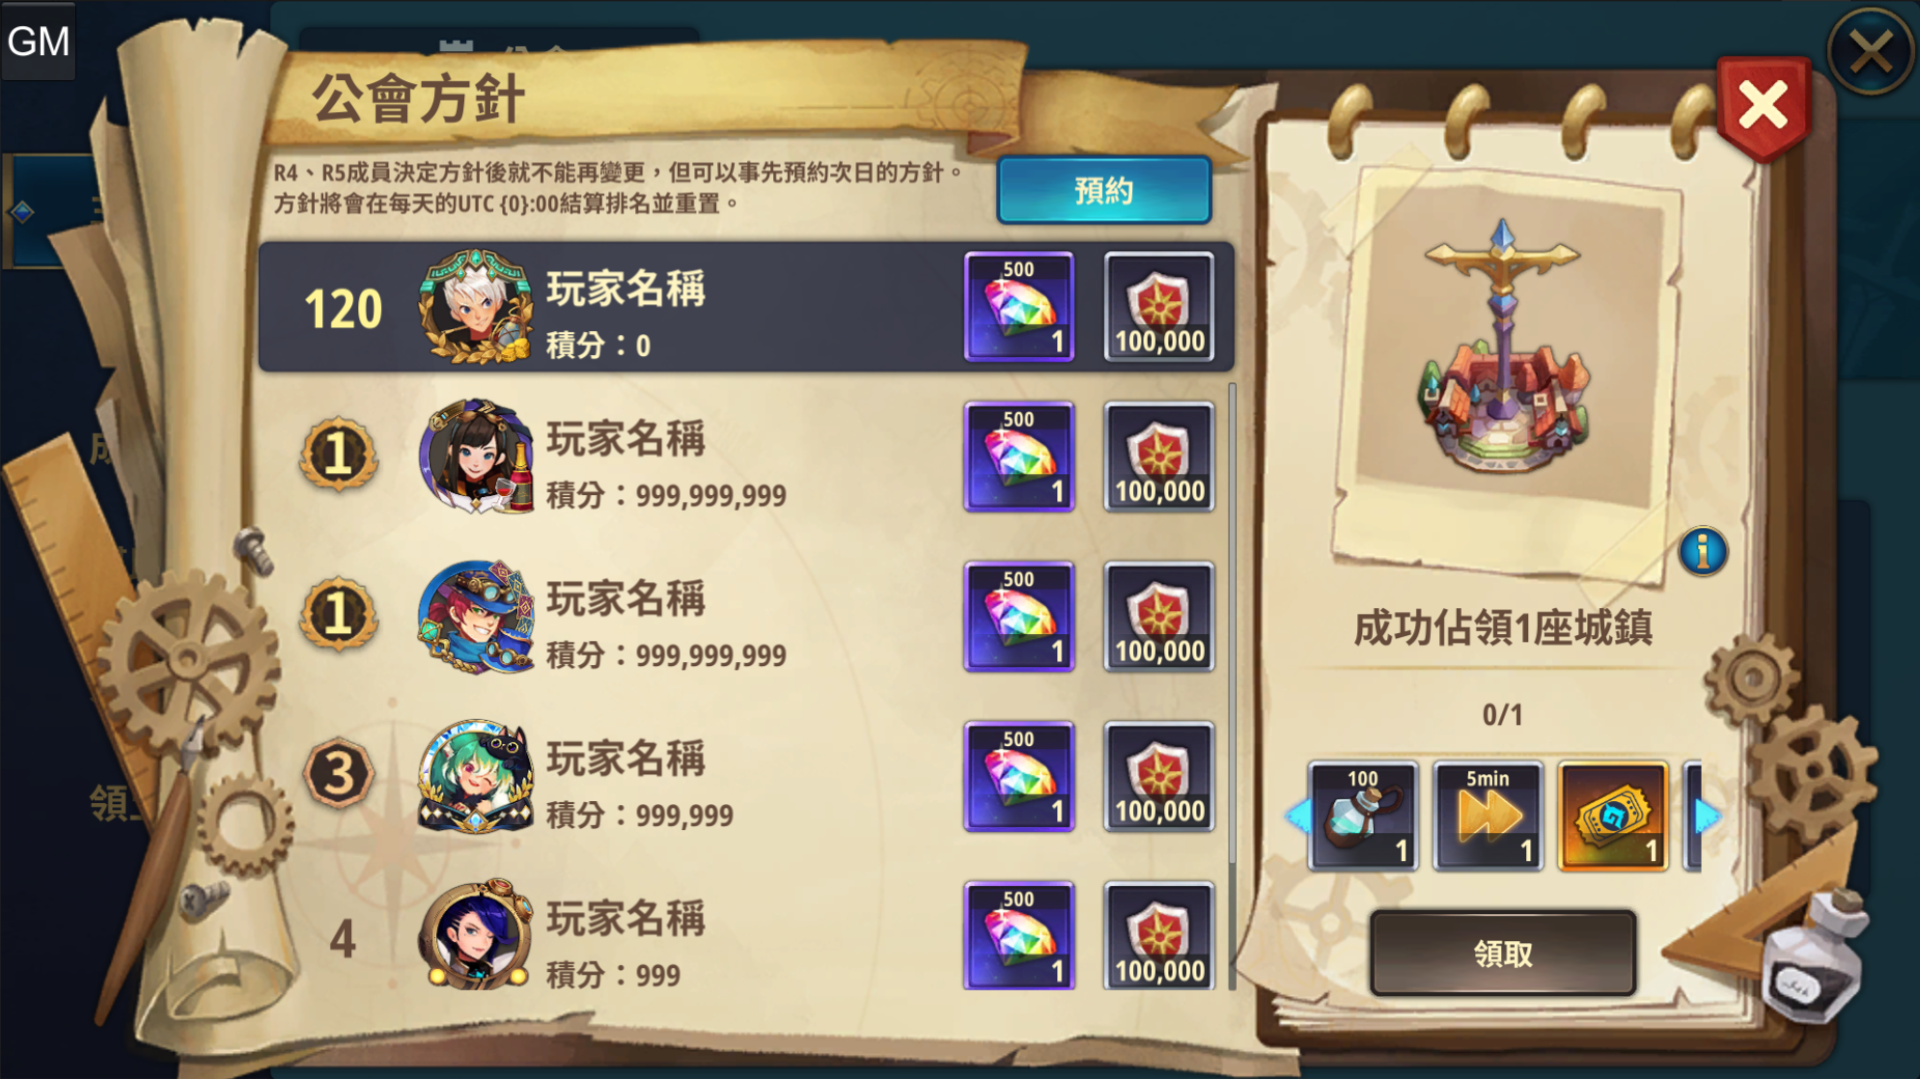 GM
公會方針
R4、R5成員決定方針後就不能再變更，但可以事先預約次日的方針。
方針將會在每天的UTC {0}:00結算排名並重置。
預約
120
玩家名稱
積分：0
500
1
100,000
1
玩家名稱
積分：999,999,999
500
1
100,000
1
玩家名稱
積分：999,999,999
500
1
100,000
3
玩家名稱
積分：999,999
500
1
100,000
4
玩家名稱
積分：999
500
1
100,000
成功佔領1座城鎮
0/1
100
1
5min
1
1
領取